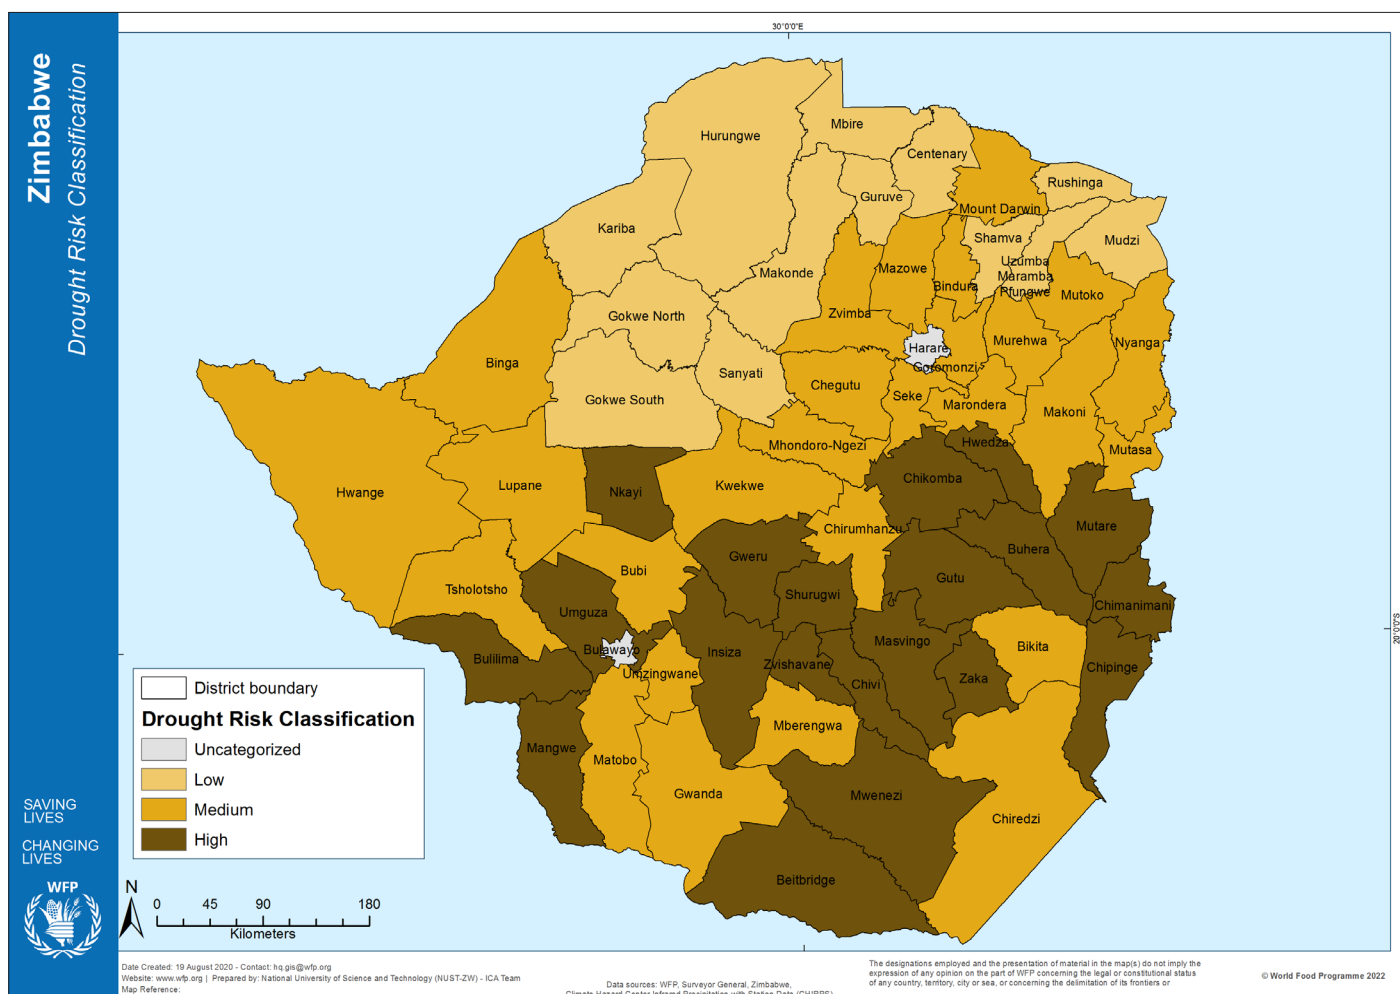 Zimbabwe
Drought Risk Classification
30°0'0"E
Hurungwe
Mbire
Centenary
Rushinga
Guruve
Mount Darwin
Kariba
Shamva
Mudzi
Uzumba
Maramba
Pfungwe
Makonde
Mazowe
Bindura
Mutoko
Gokwe North
Zvimba
Murehwa
Nyanga
Harare
Binga
Goromonzi
Sanyati
Chegutu
Seke
Marondera
Makoni
Gokwe South
Mhondoro-Ngezi
Hwedza
Mutasa
Hwange
Lupane
Nkayi
Kwekwe
Chikomba
Chirumhanzu
Mutare
Buhera
Gweru
Bubi
Gutu
Tsholotsho
Shurugwi
Chimanimani
Umguza
20°0'0"S
Masvingo
Bikita
Bulawayo
Insiza
Bulilima
Zvishavane
Chipinge
Umzingwane
Zaka
Chivi
Mberengwa
Mangwe
Matobo
Gwanda
Mwenezi
Chiredzi
Beitbridge
District boundary
Drought Risk Classification
Uncategorized
Low
Medium
High
SAVING
LIVES
CHANGING
LIVES
WFP
N
0 45 90 180
Kilometers
Date Created: 19 August 2020 - Contact: hq.gis@wfp.org
Website: www.wfp.org | Prepared by: National University of Science and Technology (NUST-ZW) - ICA Team
Map Reference:
Data sources: WFP, Surveyor General, Zimbabwe,
Climate Hazard Center Infrared Precipitation with Station Data (CHIRPS)
The designations employed and the presentation of material in the map(s) do not imply the
expression of any opinion on the part of WFP concerning the legal or constitutional status
of any country, territory, city or sea, or concerning the delimitation of its frontiers or
© World Food Programme 2022